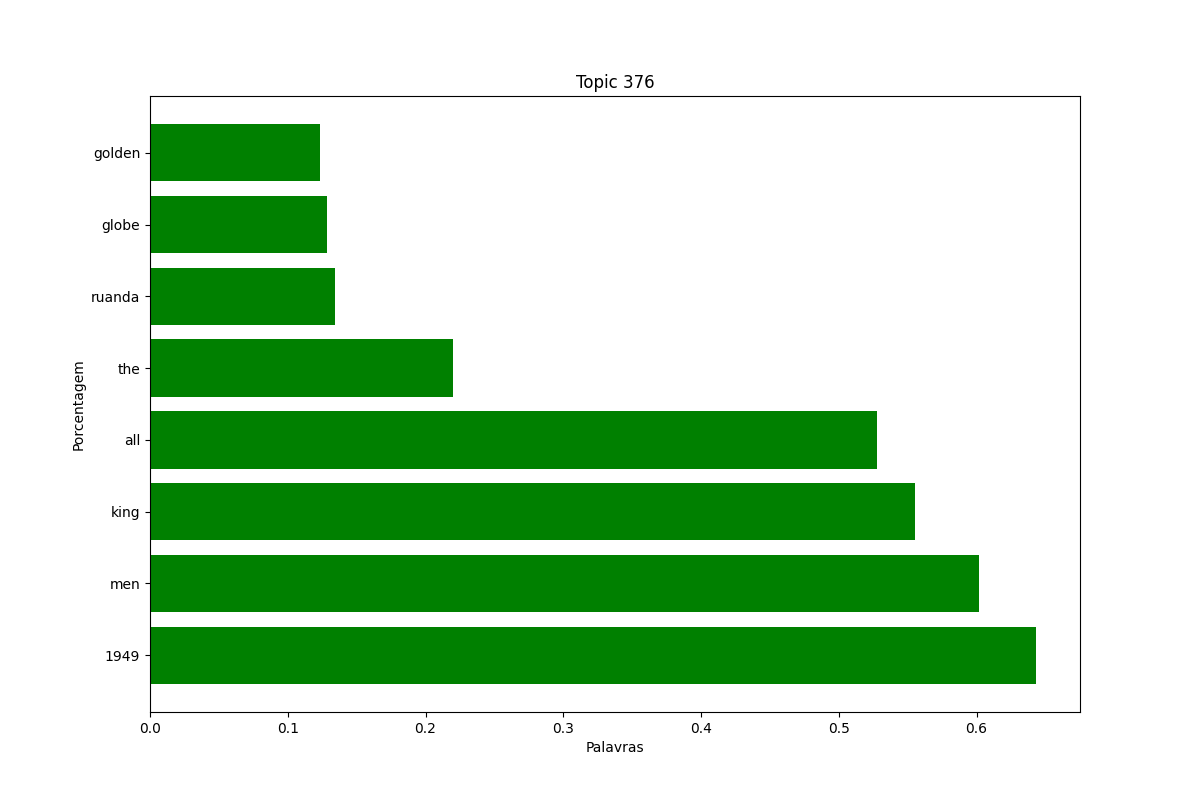 Topic 376
golden
globe
ruanda
the
all
king
men
1949
Porcentagem
0.0 0.1 0.2 0.3 0.4 0.5 0.6
Palavras